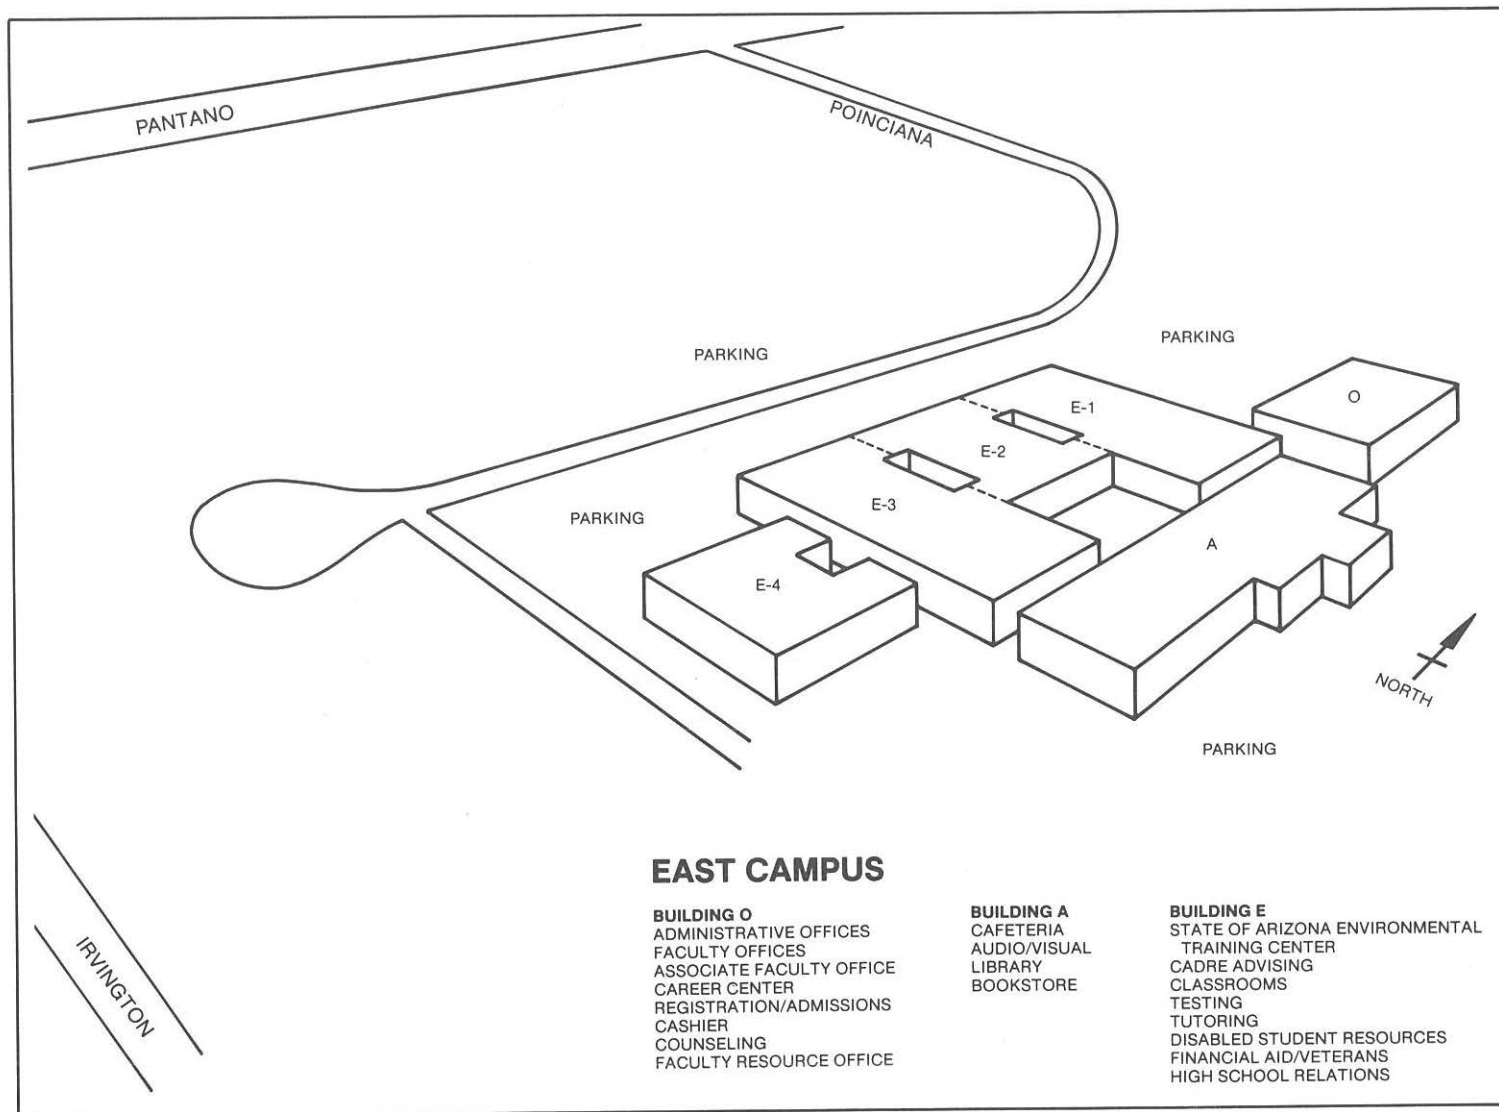 PANTANO
POINCIANA
PARKING
PARKING
O
E-1
E-2
E-3
PARKING
A
E-4
NORTH
PARKING
EAST CAMPUS
BUILDING O
ADMINISTRATIVE OFFICES
FACULTY OFFICES
ASSOCIATE FACULTY OFFICE
CAREER CENTER
REGISTRATION/ADMISSIONS
CASHIER
COUNSELING
FACULTY RESOURCE OFFICE
BUILDING A
CAFETERIA
AUDIO/VISUAL
LIBRARY
BOOKSTORE
BUILDING E
STATE OF ARIZONA ENVIRONMENTAL
TRAINING CENTER
CADRE ADVISING
CLASSROOMS
TESTING
TUTORING
DISABLED STUDENT RESOURCES
FINANCIAL AID/VETERANS
HIGH SCHOOL RELATIONS
IRVINGTON